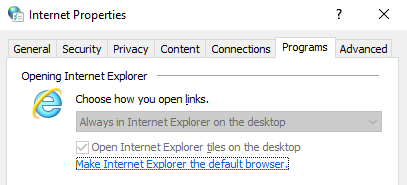 Internet Properties
? ×
General Security Privacy Content Connections Programs Advanced
Opening Internet Explorer
Choose how you open links.
Always in Internet Explorer on the desktop
Open Internet Explorer tiles on the desktop
Make Internet Explorer the default browser.